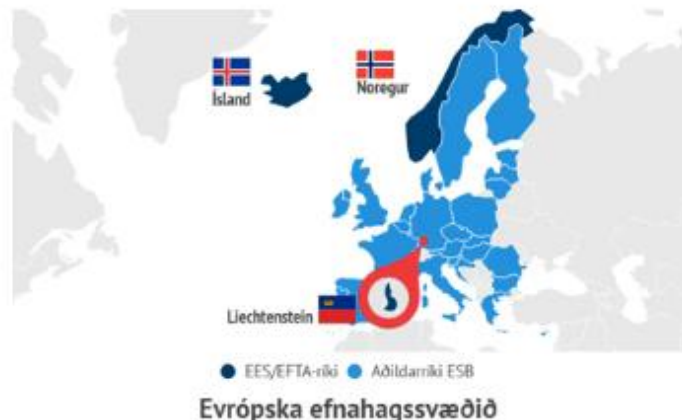 Ísland
Noregur
Liechtenstein
EES/EFTA-ríki Aðildarríki ESB
Evrópska efnahagssvæðið